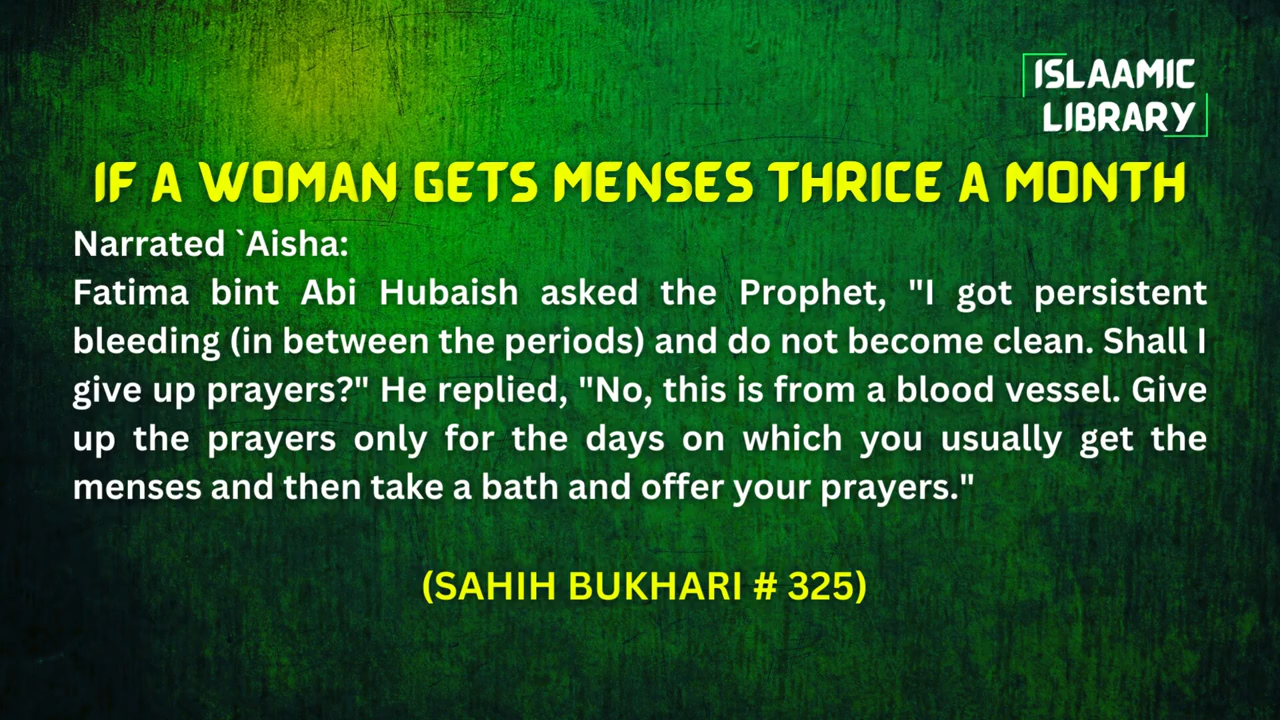 ISLAAMIC
LIBRARY
IF A WOMAN GETS MENSES THRICE A MONTH
Narrated `Aisha:
Fatima bint Abi Hubaish asked the Prophet, "I got persistent
bleeding (in between the periods) and do not become clean. Shall I
give up prayers?" He replied, "No, this is from a blood vessel. Give
up the prayers only for the days on which you usually get the
menses and then take a bath and offer your prayers."
(SAHIH BUKHARI # 325)